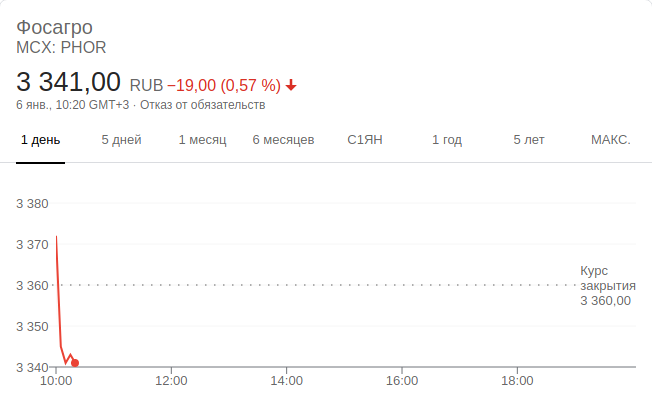 Фосагро
MCX: PHOR
3 341,00 RUB −19,00 (0,57 %)
6 янв., 10:20 GMT+3 · Отказ от обязательств
1 день 5 дней 1 месяц 6 месяцев С1ЯН 1 год 5 лет МАКС.
3 380
3 370
3 360
3 350
3 340
Курс
закрытия
3 360,00
10:00 12:00 14:00 16:00 18:00